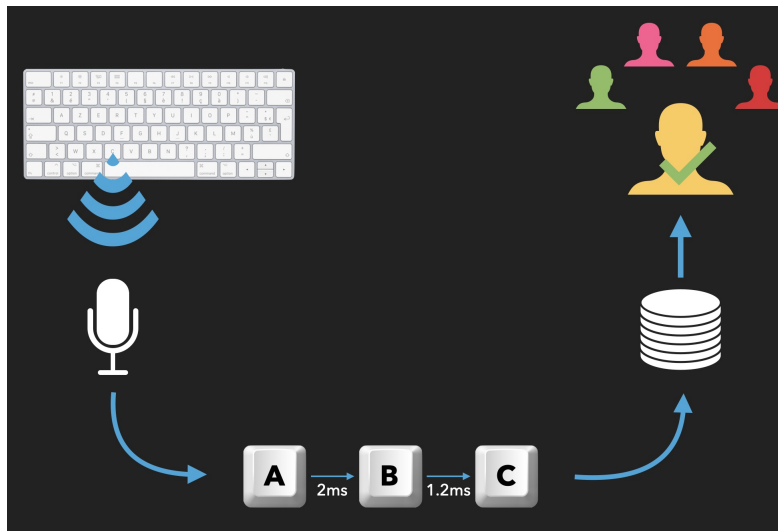 A Z E R T Y U I O P
Q S D F G H J K L M
W X C V B N
A B C
2ms 1.2ms